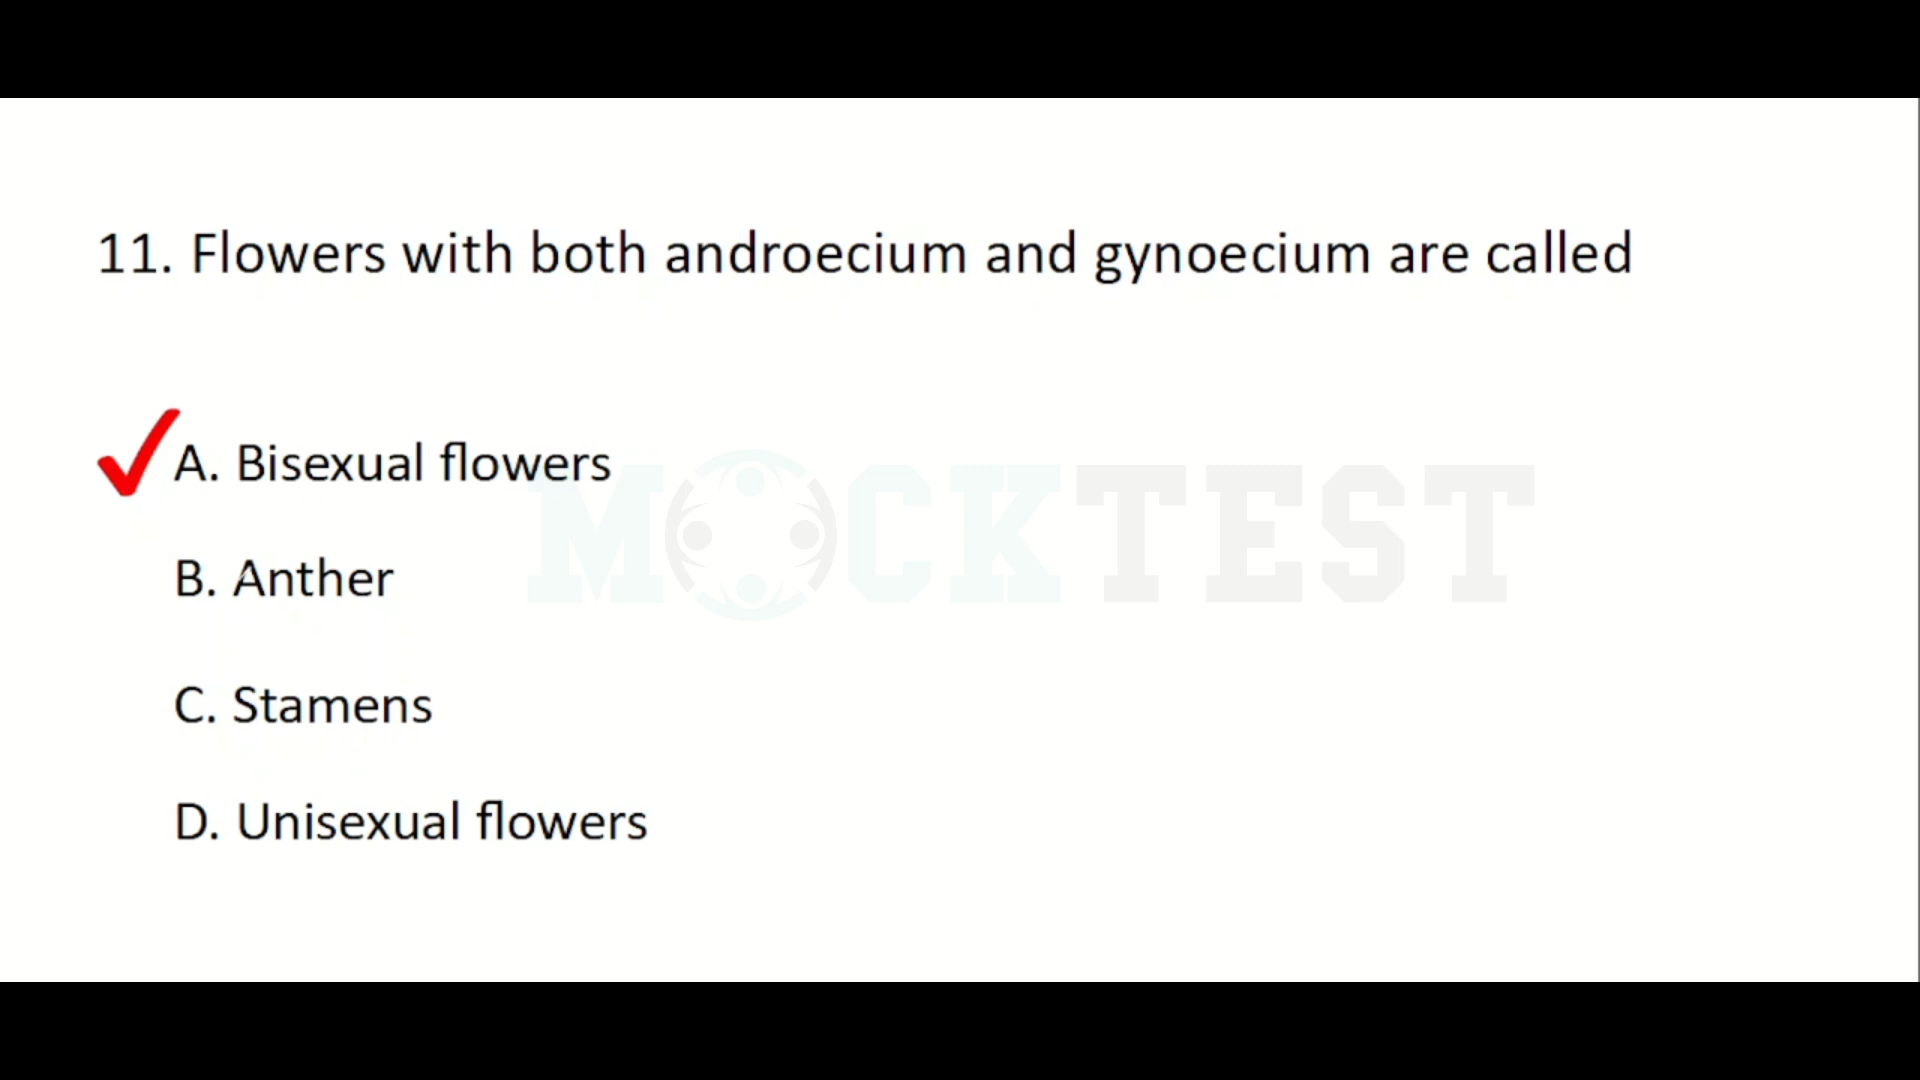 11. Flowers with both androecium and gynoecium are called
A. Bisexual flowers
MOCKTEST
B. Anther
C. Stamens
D. Unisexual flowers